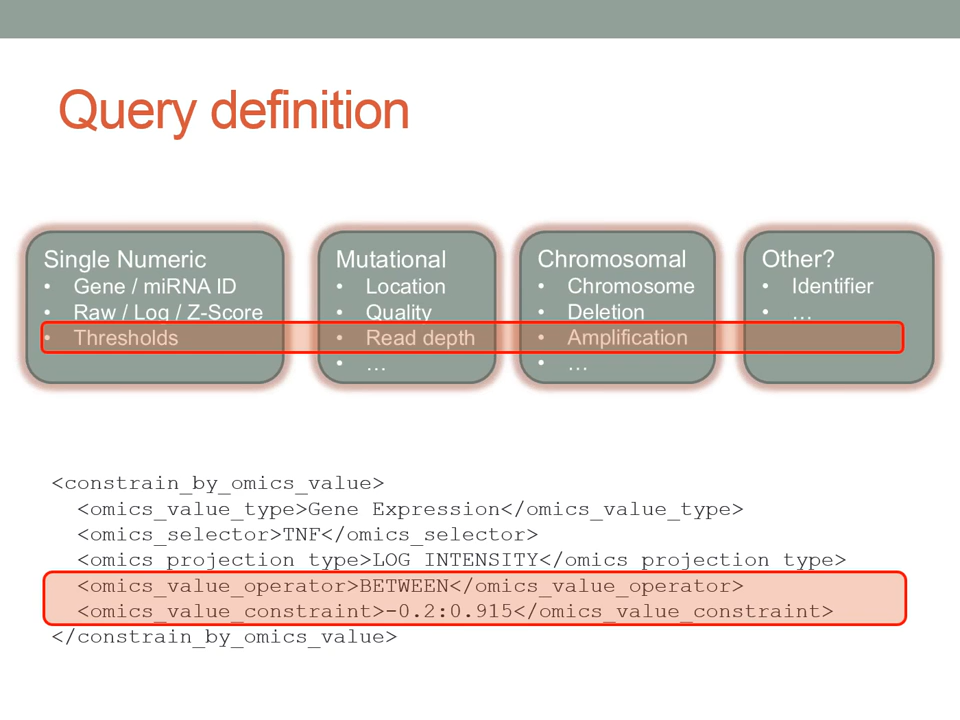 Query definition
Single Numeric
• Gene / miRNA ID
• Raw / Log / Z-Score
• Thresholds
Mutational
• Location
• Quality
• Read depth
• …
Chromosomal
• Chromosome
• Deletion
• Amplification
• …
Other?
• Identifier
• …
<constrain_by_omics_value>
<omics_value_type>Gene Expression</omics_value_type>
<omics_selector>TNF</omics_selector>
<omics_projection_type>LOG_INTENSITY</omics_projection_type>
<omics_value_operator>BETWEEN</omics_value_operator>
<omics_value_constraint>-0.2:0.915</omics_value_constraint>
</constrain_by_omics_value>